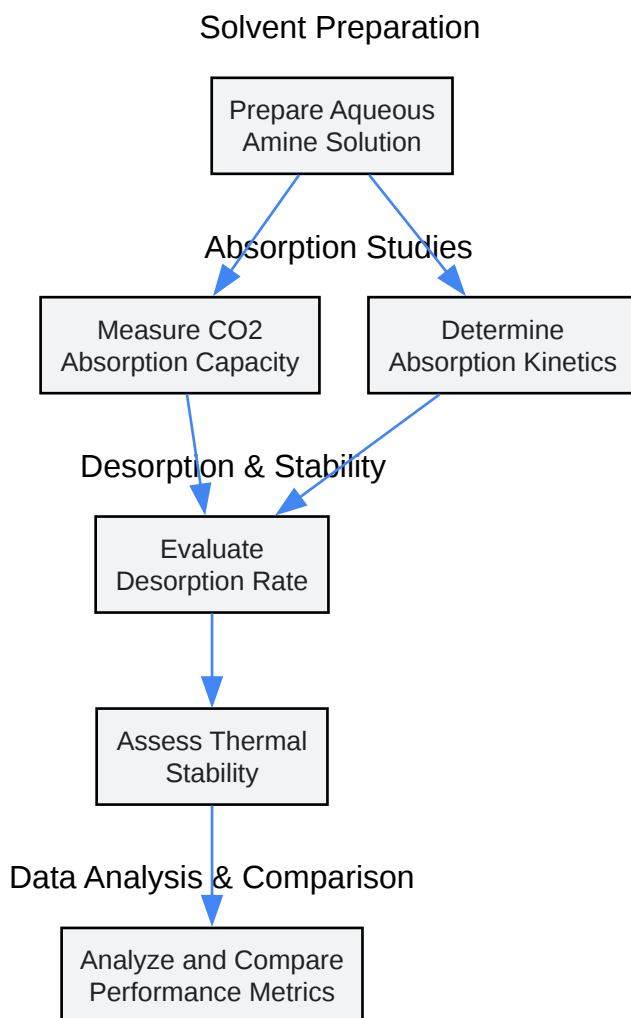 Solvent Preparation
Prepare Aqueous
Amine Solution
Absorption Studies
Measure CO2
Absorption Capacity
Determine
Absorption Kinetics
Desorption & Stability
Evaluate
Desorption Rate
Assess Thermal
Stability
Data Analysis & Comparison
Analyze and Compare
Performance Metrics